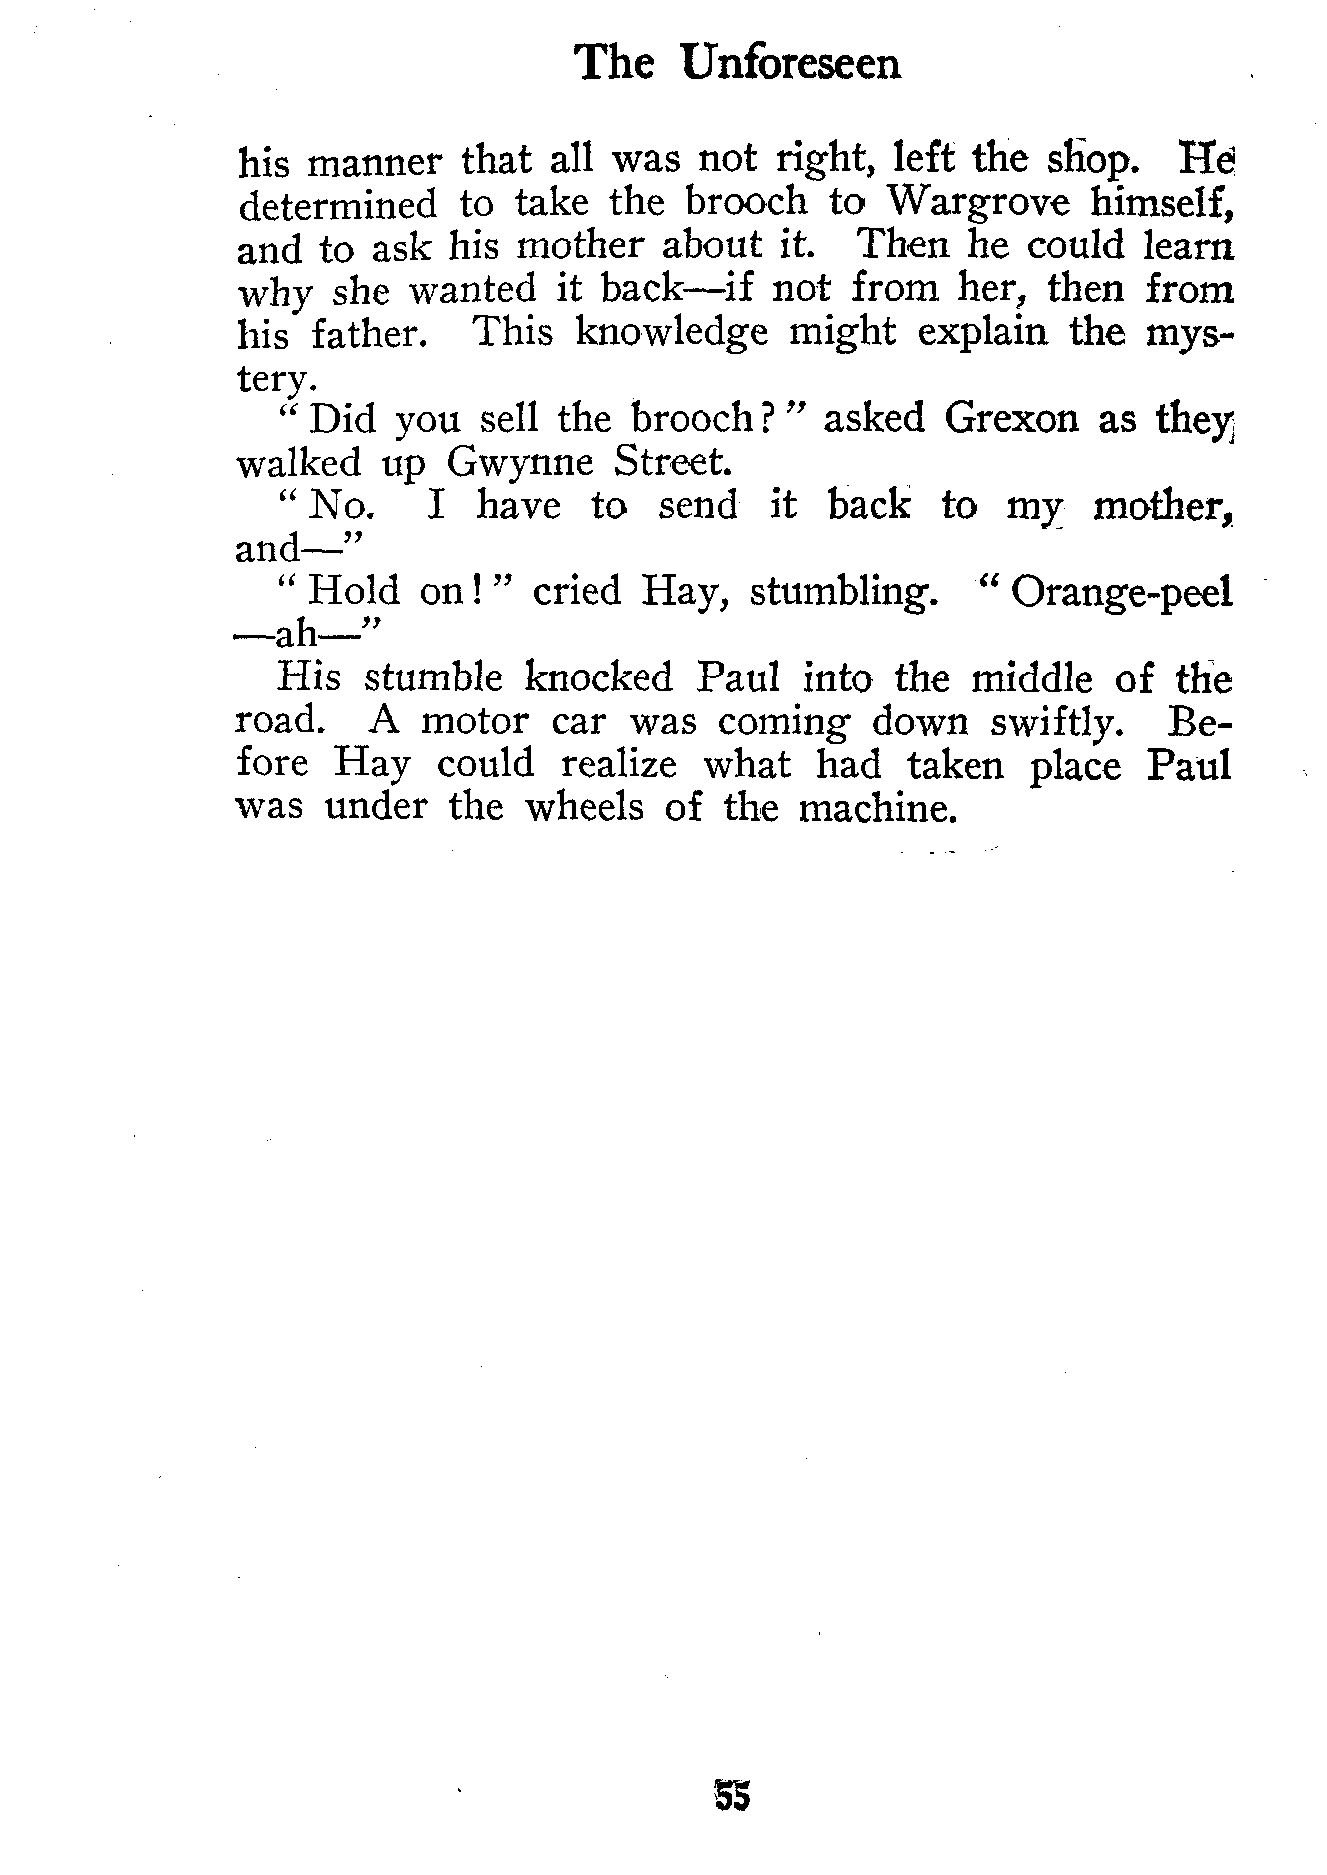 The Unforeseen
his manner that all was not right, left the shop. He
determined to take the brooch to Wargrove himself,
and to ask his mother about it. Then he could learn
why she wanted it back—if not from her, then from
his father. This knowledge might explain the mys-
tery.
“ Did you sell the brooch? ” asked Grexon as they
walked up Gwynne Street.
“ No. I have to send it back to my mother,
and—”
“ Hold on! ” cried Hay, stumbling. “ Orange-peel
—ah—”
His stumble knocked Paul into the middle of the
road. A motor car was coming down swiftly. Be-
fore Hay could realize what had taken place Paul
was under the wheels of the machine.
55